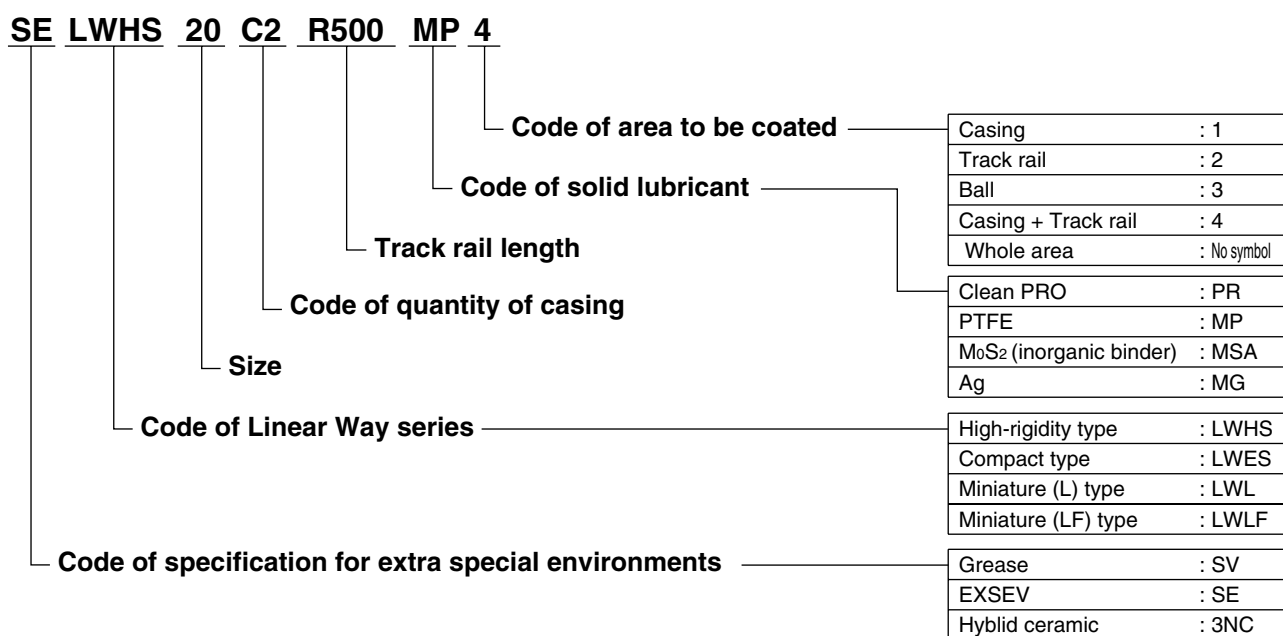 SE LWHS 20 C2 R500 MP 4
Code of area to be coated
Casing : 1
Track rail : 2
Ball : 3
Casing + Track rail : 4
Whole area : No symbol
Code of solid lubricant
Clean PRO : PR
PTFE : MP
MoS2 (inorganic binder) : MSA
Ag : MG
Track rail length
Code of quantity of casing
Size
Code of Linear Way series
High-rigidity type : LWHS
Compact type : LWES
Miniature (L) type : LWL
Miniature (LF) type : LWLF
Code of specification for extra special environments
Grease : SV
EXSEV : SE
Hyblid ceramic : 3NC